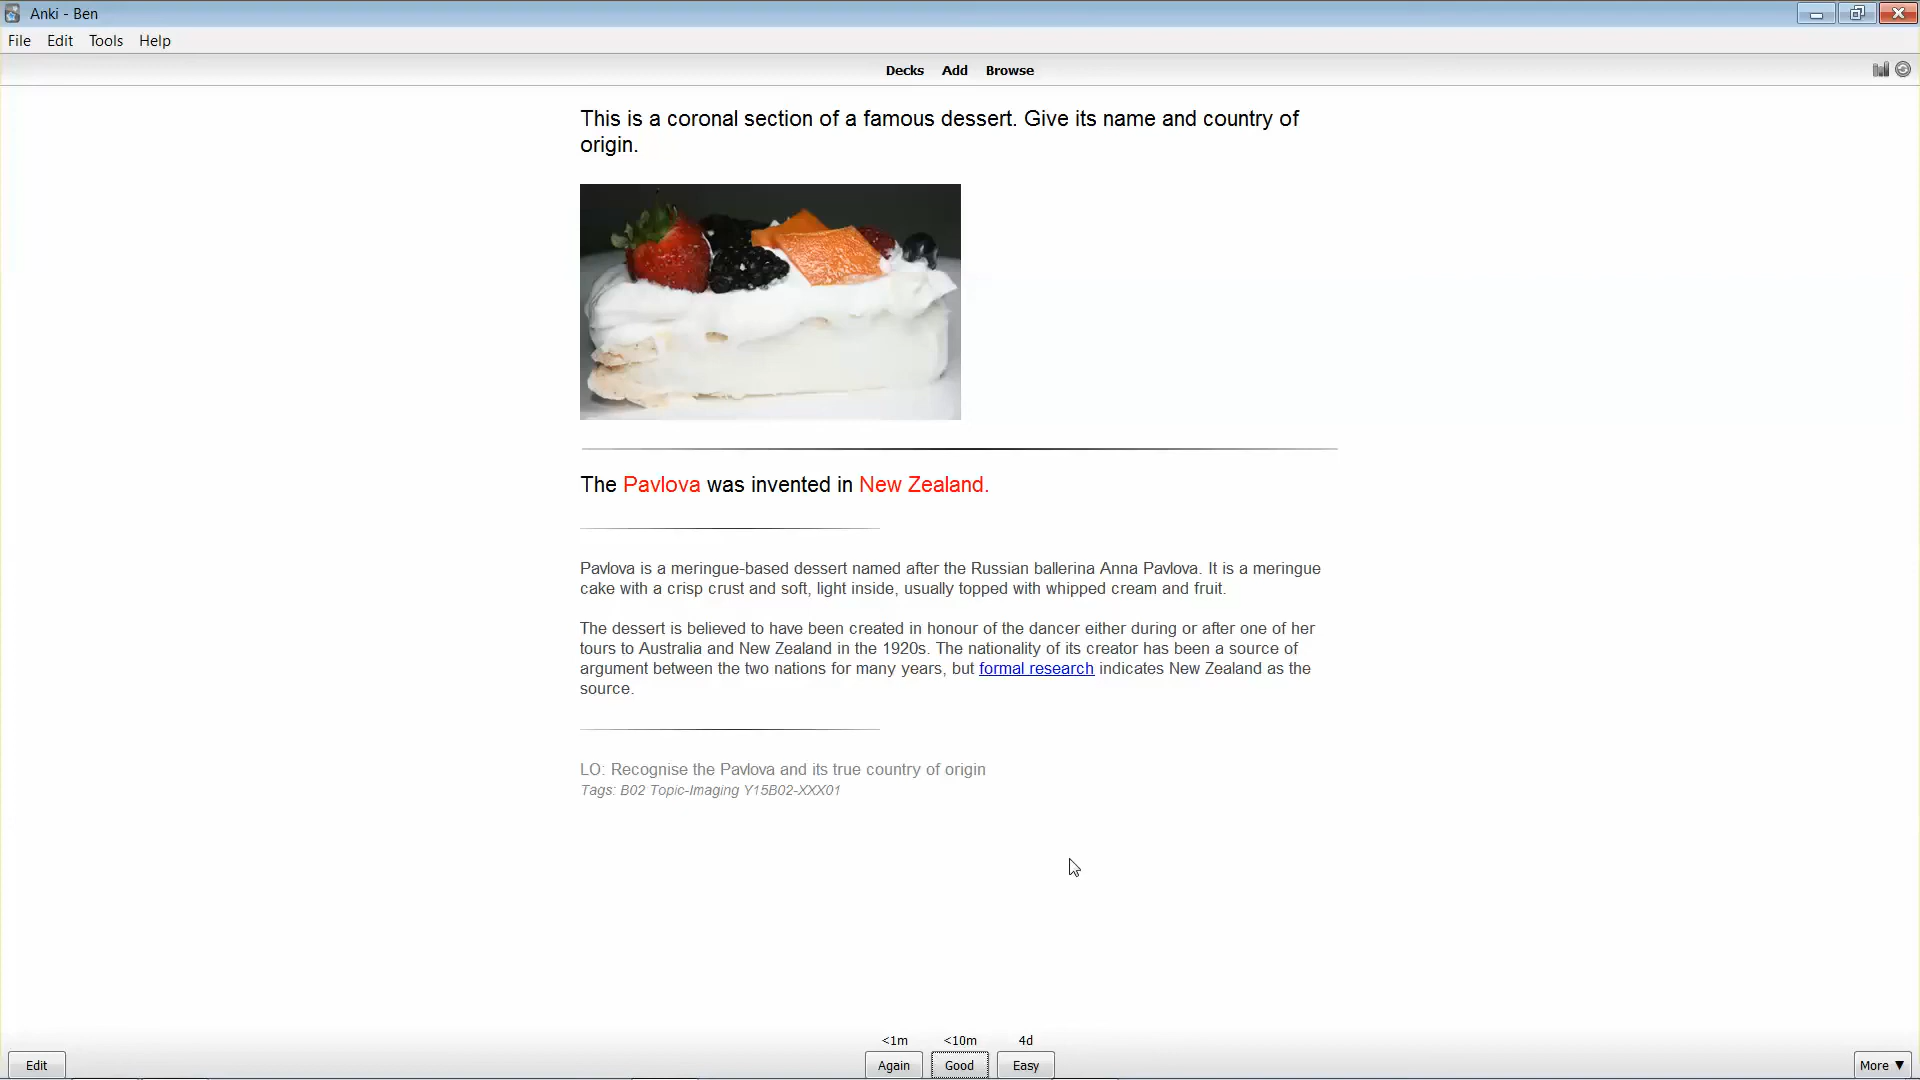 Anki - Ben
File Edit Tools Help
Decks Add Browse
This is a coronal section of a famous dessert. Give its name and country of
origin.
The Pavlova was invented in New Zealand.
Pavlova is a meringue-based dessert named after the Russian ballerina Anna Pavlova. It is a meringue
cake with a crisp crust and soft, light inside, usually topped with whipped cream and fruit.
The dessert is believed to have been created in honour of the dancer either during or after one of her
tours to Australia and New Zealand in the 1920s. The nationality of its creator has been a source of
argument between the two nations for many years, but formal research indicates New Zealand as the
source.
LO: Recognise the Pavlova and its true country of origin
Tags: B02 Topic-Imaging Y15B02-XXX01
<1m <10m 4d
Edit Again Good Easy More ▼